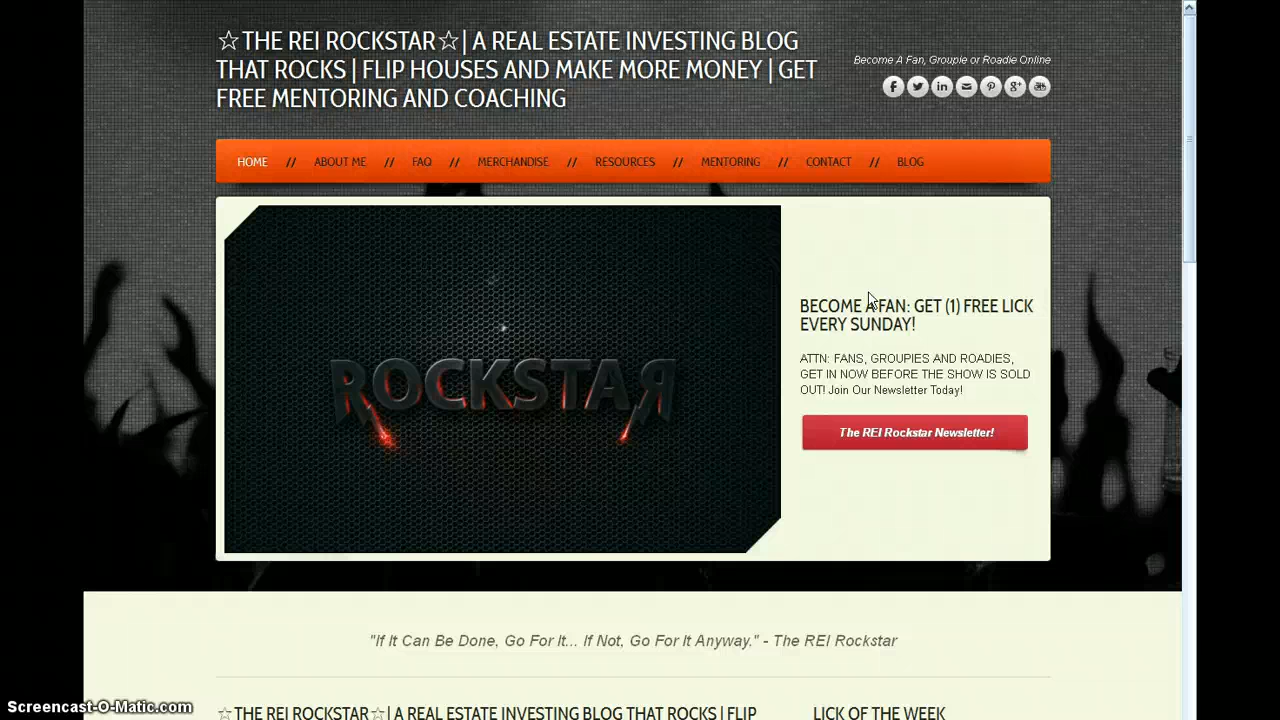 ☆THE REI ROCKSTAR☆| A REAL ESTATE INVESTING BLOG
THAT ROCKS | FLIP HOUSES AND MAKE MORE MONEY | GET
FREE MENTORING AND COACHING
Become A Fan, Groupie or Roadie Online
HOME // ABOUT ME // FAQ // MERCHANDISE // RESOURCES // MENTORING // CONTACT // BLOG
ROCKSTAR
BECOME A FAN: GET (1) FREE LICK
EVERY SUNDAY!
ATTN: FANS, GROUPIES AND ROADIES,
GET IN NOW BEFORE THE SHOW IS SOLD
OUT! Join Our Newsletter Today!
The REI Rockstar Newsletter!
"If It Can Be Done, Go For It... If Not, Go For It Anyway." - The REI Rockstar
☆THE REI ROCKSTAR☆| A REAL ESTATE INVESTING BLOG THAT ROCKS | FLIP
LICK OF THE WEEK
Screencast-O-Matic.com